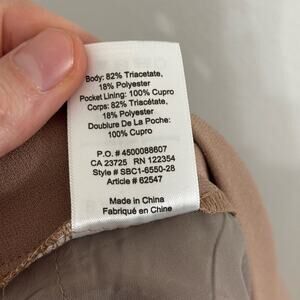 Body: 82% Triacetate,
18% Polyester
Pocket Lining: 100% Cupro
Corps: 82% Triacétate,
18% Polyester
Doublure De La Poche:
100% Cupro
P.O. # 4500088607
CA 23725 RN 122354
Style # SBC1-6550-28
Article # 62547
Made in China
Fabriqué en Chine